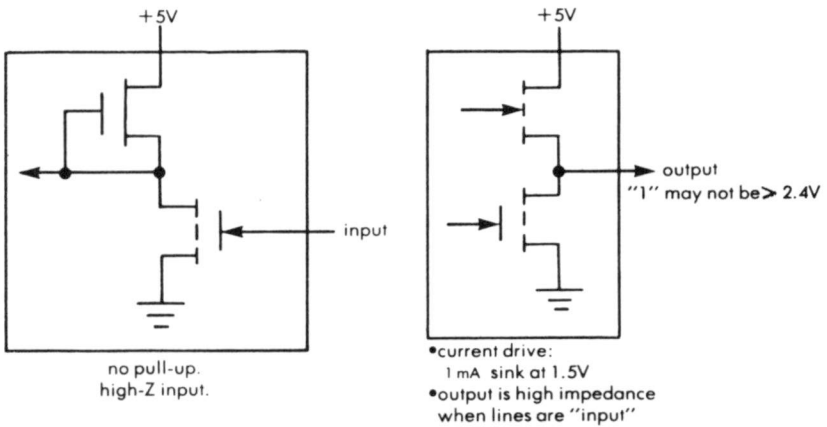 +5V
input
no pull-up.
high-Z input.
+5V
output
"1" may not be> 2.4V
•current drive:
1 mA sink at 1.5V
•output is high impedance
when lines are "input"